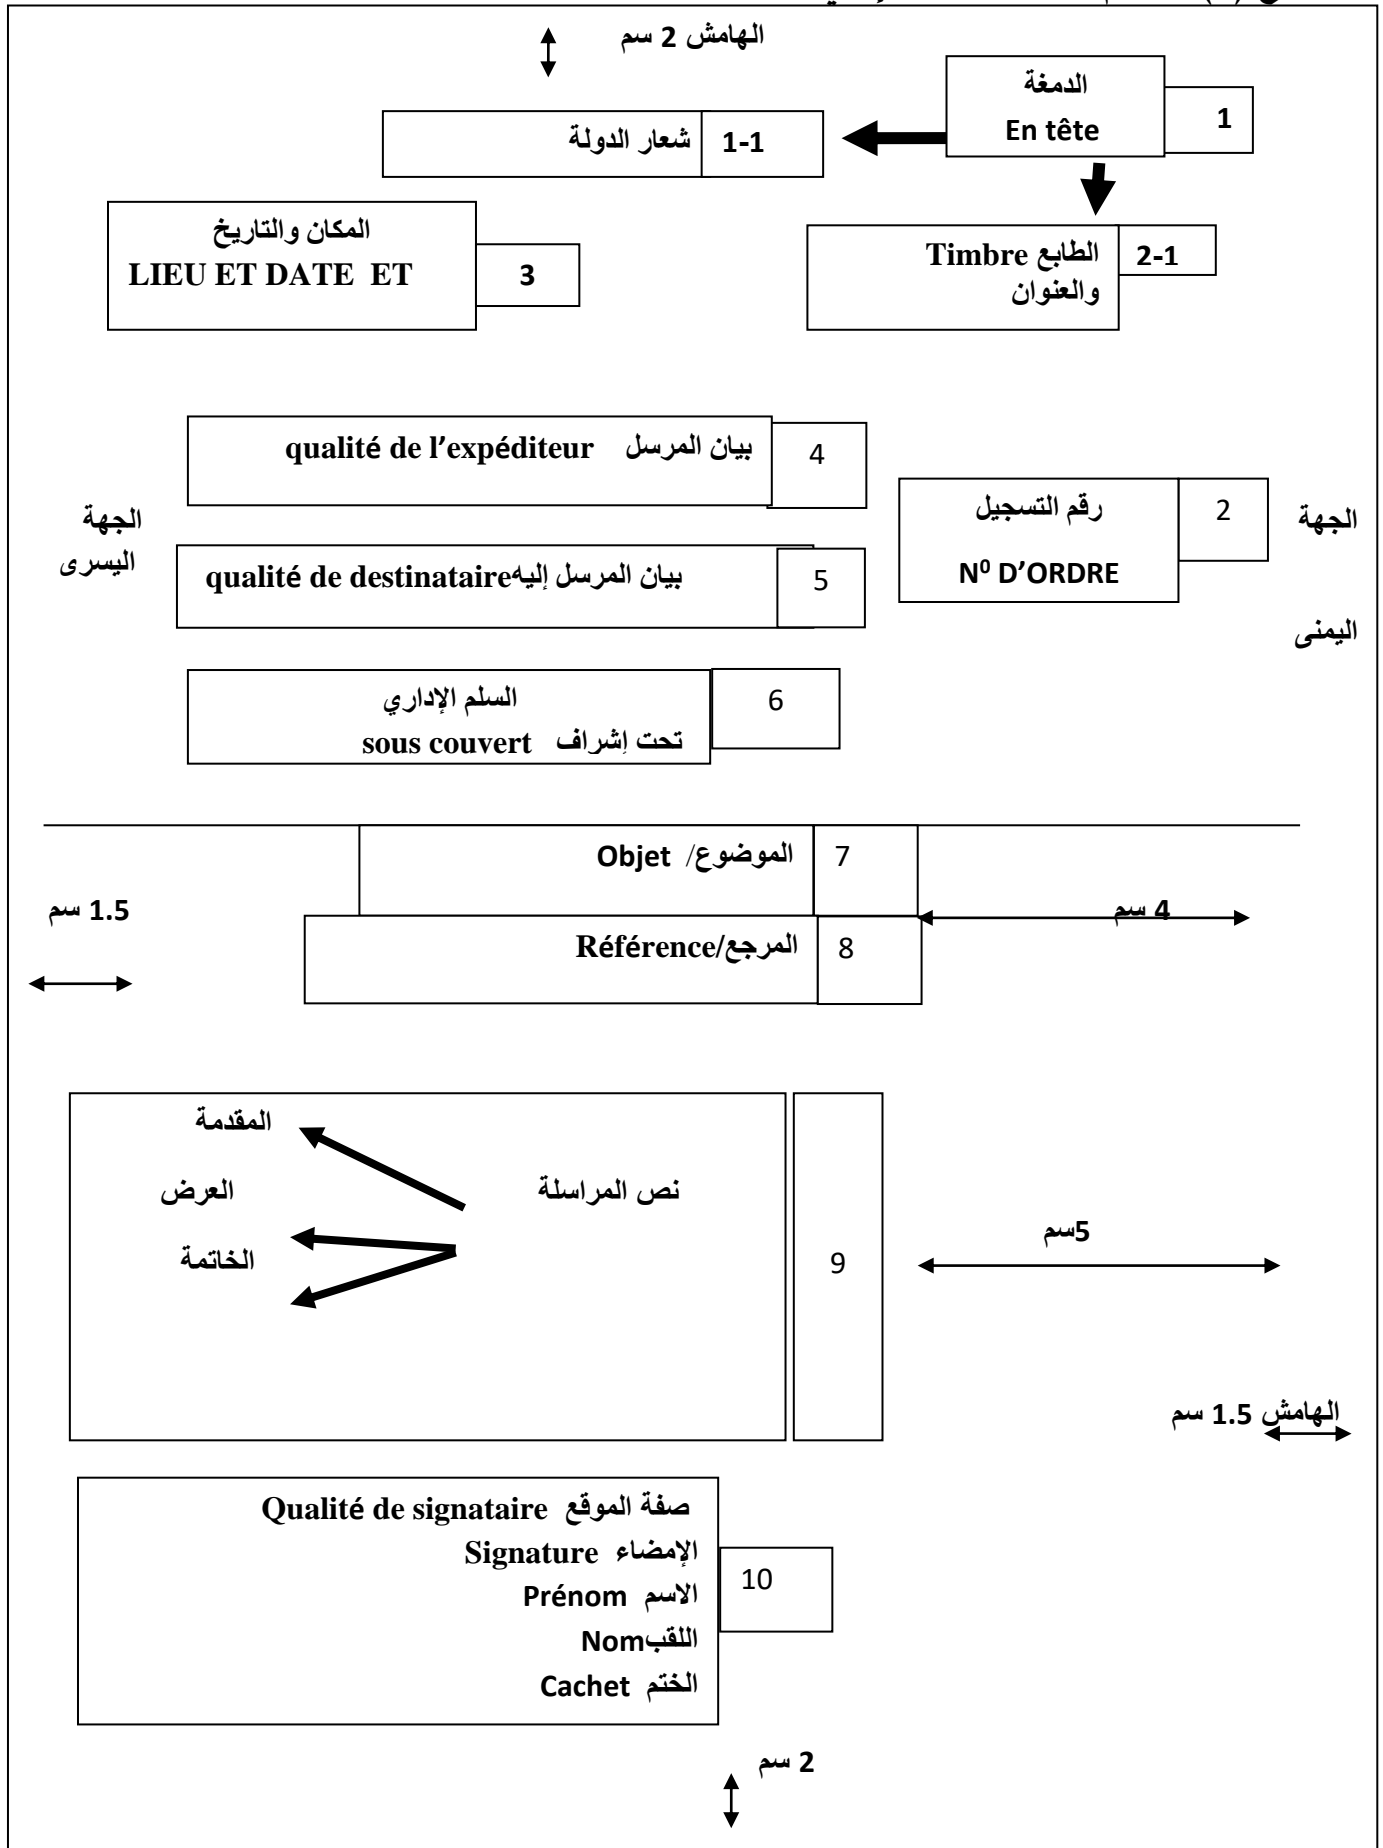 الهامش 2 سم
الدمغة
En tête
1
1-1
شعار الدولة
المكان والتاريخ
LIEU ET DATE ET
3
2-1
الطابع Timbre
والعنوان
4
بيان المرسل qualité de l’expéditeur
2
رقم التسجيل
N⁰ D’ORDRE
الجهة
اليمنى
الجهة
اليسرى
5
بيان المرسل إليهqualité de destinataire
6
السلم الإداري
تحت إشراف sous couvert
7
الموضوع/ Objet
4 سم
1.5 سم
8
المرجع/Référence
9
نص المراسلة
المقدمة
العرض
الخاتمة
5سم
الهامش 1.5 سم
10
صفة الموقع Qualité de signataire
الإمضاء Signature
الاسم Prénom
اللقبNom
الختم Cachet
2 سم